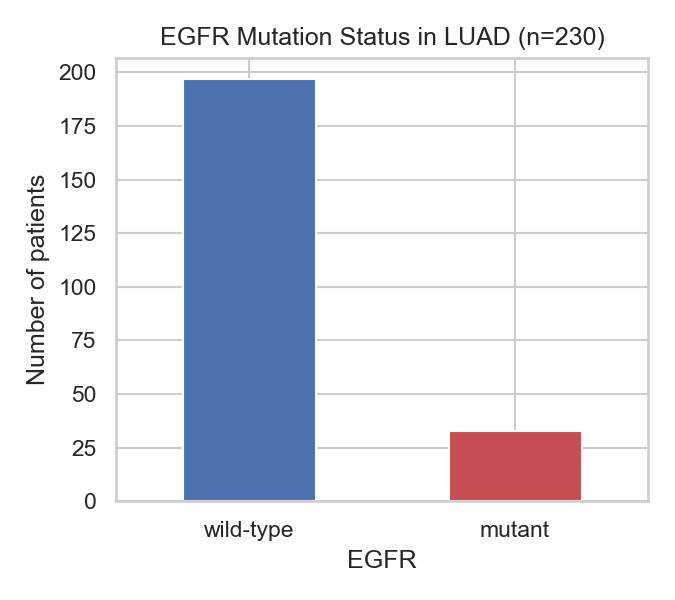 EGFR Mutation Status in LUAD (n=230)
Number of patients
200
175
150
125
100
75
50
25
0
wild-type mutant
EGFR